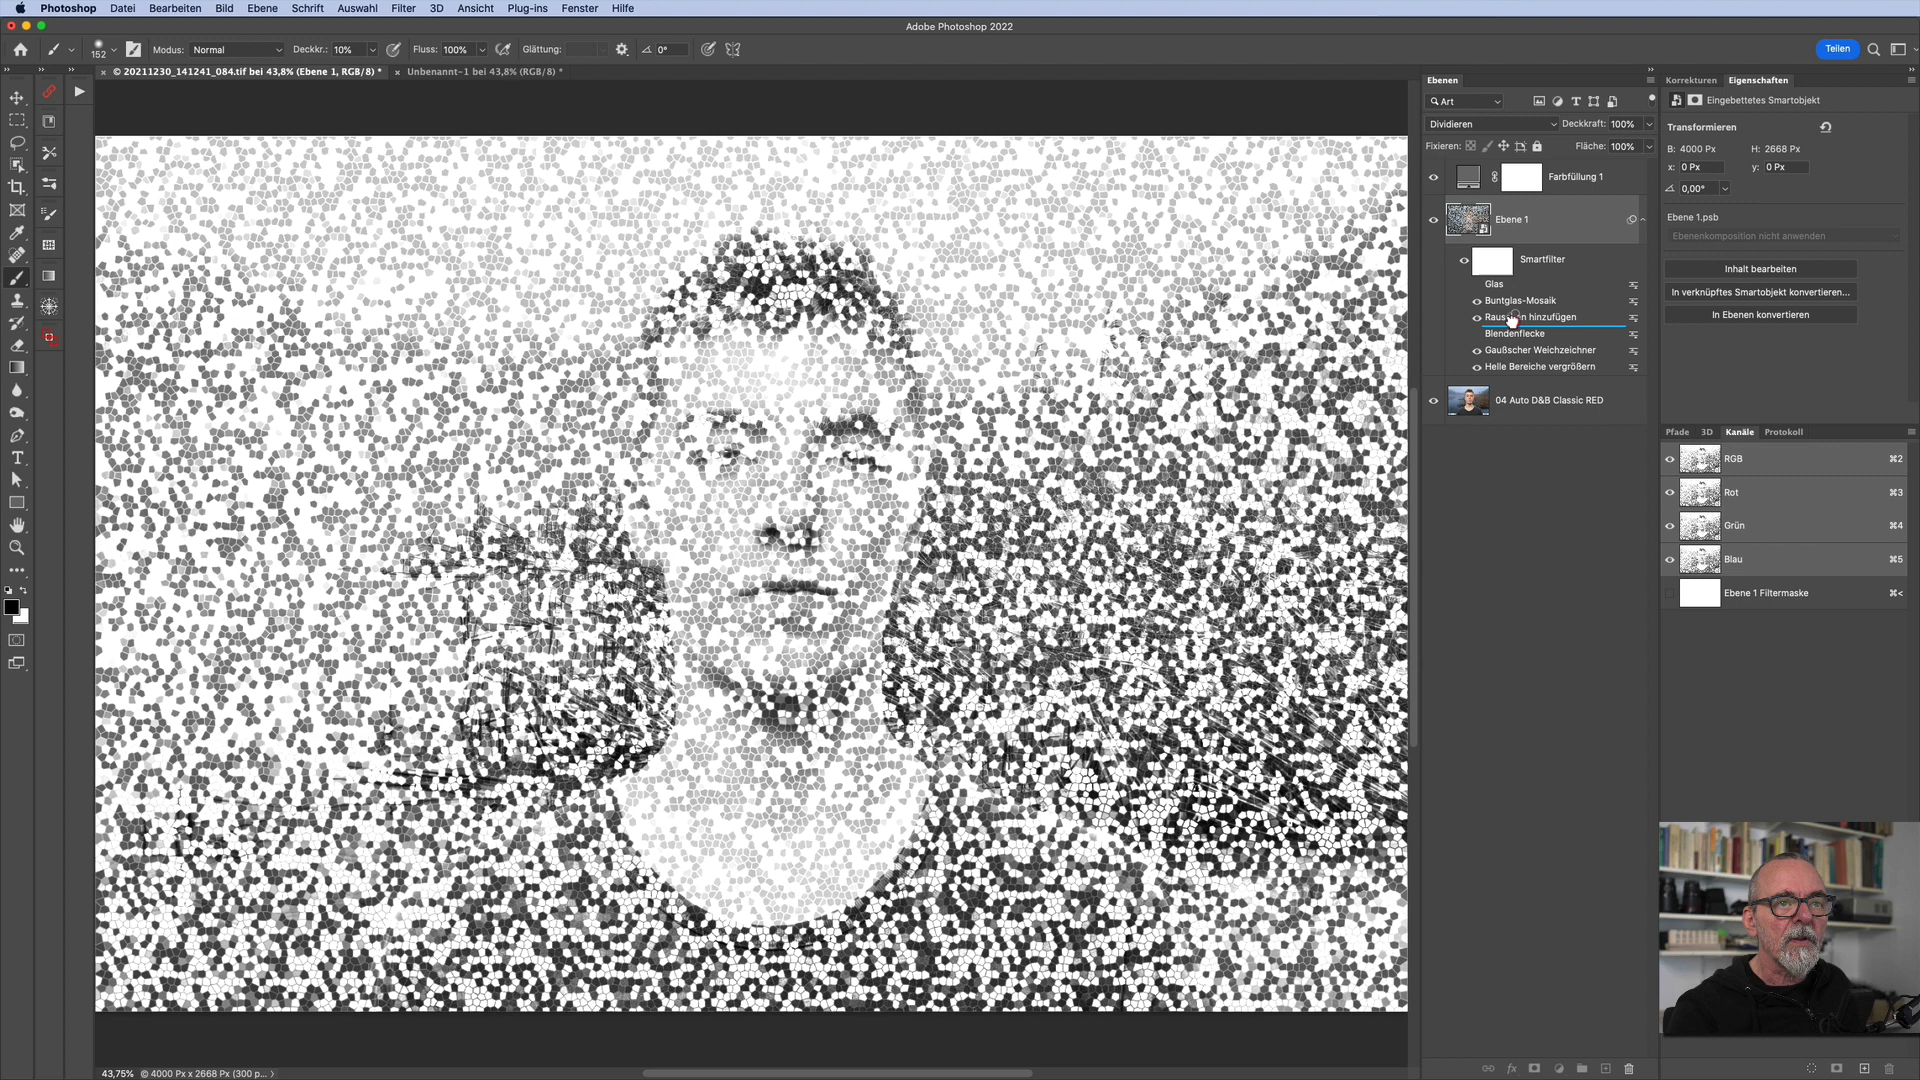 Photoshop Datei Bearbeiten Bild Ebene Schrift Auswahl Filter 3D Ansicht Plug-ins Fenster Hilfe
Adobe Photoshop 2022
152 Modus: Normal Deckkr.: 10% Fluss: 100% Glättung: 0° Teilen
× © 20211230_141241_084.tif bei 43,8% (Ebene 1, RGB/8) * × Unbenannt-1 bei 43,8% (RGB/8) *
Ebenen
Art
Dividieren Deckkraft: 100%
Fixieren: Fläche: 100%
Farbfüllung 1
Ebene 1
Smartfilter
Glas
Buntglas-Mosaik
hinzufügen
Blendenflecke
Gaußscher Weichzeichner
Helle Bereiche vergrößern
04 Auto D&B Classic RED
Korrekturen Eigenschaften
Eingebettetes Smartobjekt
Transformieren
B: 4000 Px H: 2668 Px
x: 0 Px y: 0 Px
0,00°
Ebene 1.psb
Ebenenkomposition nicht anwenden
Inhalt bearbeiten
In verknüpftes Smartobjekt konvertieren...
In Ebenen konvertieren
Pfade 3D Kanäle Protokoll
RGB ⌘2
Rot ⌘3
Grün ⌘4
Blau ⌘5
Ebene 1 Filtermaske ⌘<
43,75% © 4000 Px x 2668 Px (300 p...
fx